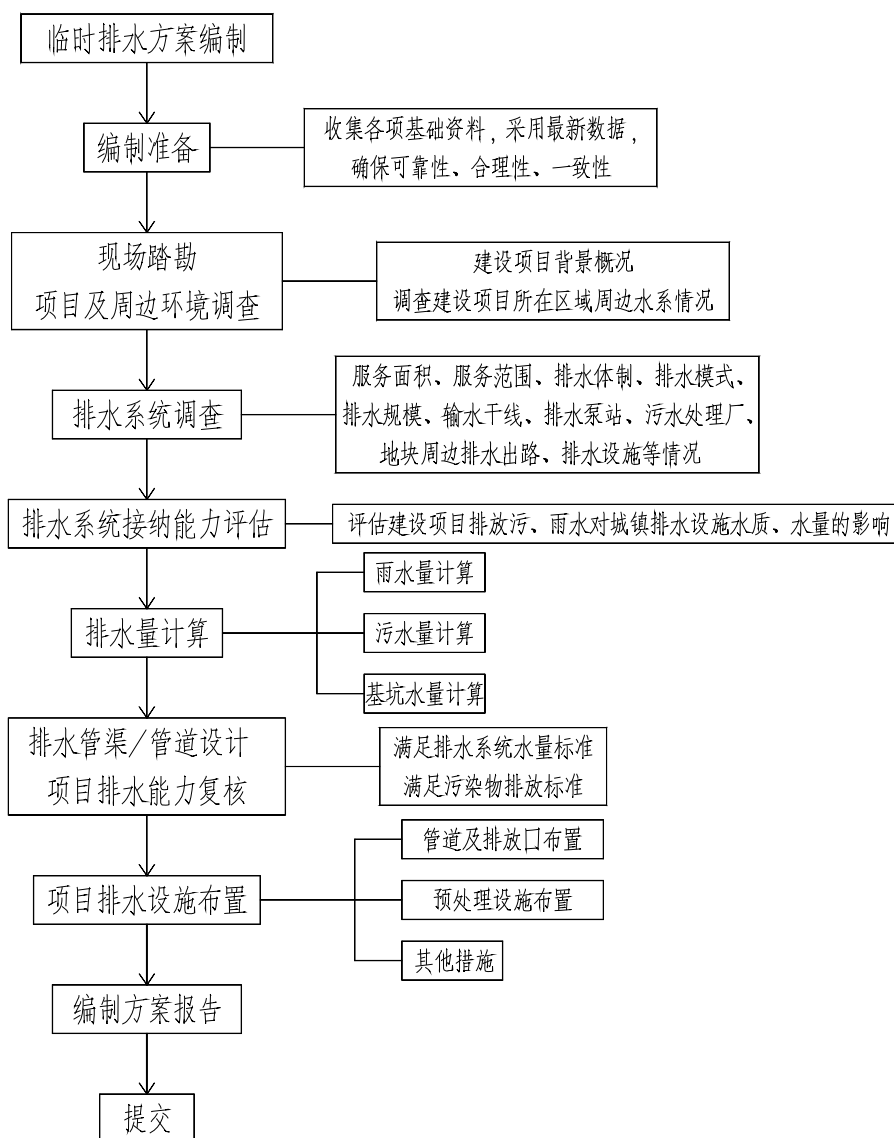 临时排水方案编制
编制准备
收集各项基础资料,采用最新数据,
确保可靠性、合理性、一致性
现场踏勘
项目及周边环境调查
建设项目背景概况
调查建设项目所在区域周边水系情况
排水系统调查
服务面积、服务范围、排水体制、排水模式、
排水规模、输水干线、排水泵站、污水处理厂、
地块周边排水出路、排水设施等情况
排水系统接纳能力评估
评估建设项目排放污、雨水对城镇排水设施水质、水量的影响
排水量计算
雨水量计算
污水量计算
基坑水量计算
排水管渠/管道设计
项目排水能力复核
满足排水系统水量标准
满足污染物排放标准
项目排水设施布置
管道及排放口布置
预处理设施布置
其他措施
编制方案报告
提交